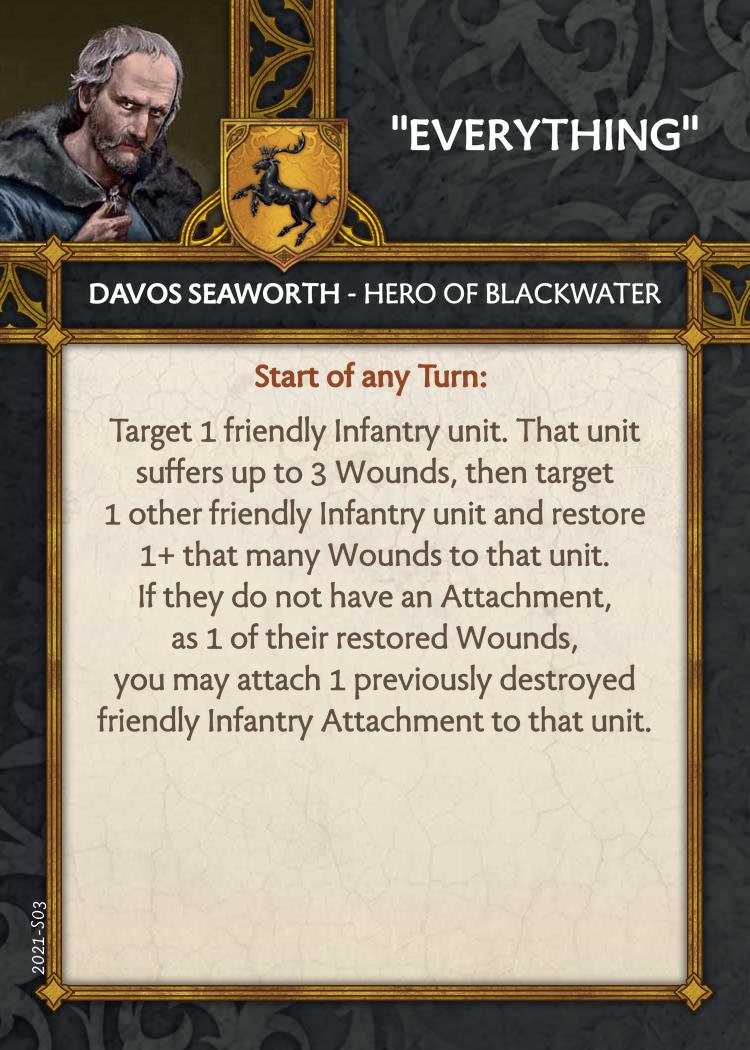 "EVERYTHING"
DAVOS SEAWORTH - HERO OF BLACKWATER
Start of any Turn:
Target 1 friendly Infantry unit. That unit
suffers up to 3 Wounds, then target
1 other friendly Infantry unit and restore
1+ that many Wounds to that unit.
If they do not have an Attachment,
as 1 of their restored Wounds,
you may attach 1 previously destroyed
friendly Infantry Attachment to that unit.
2021-S03